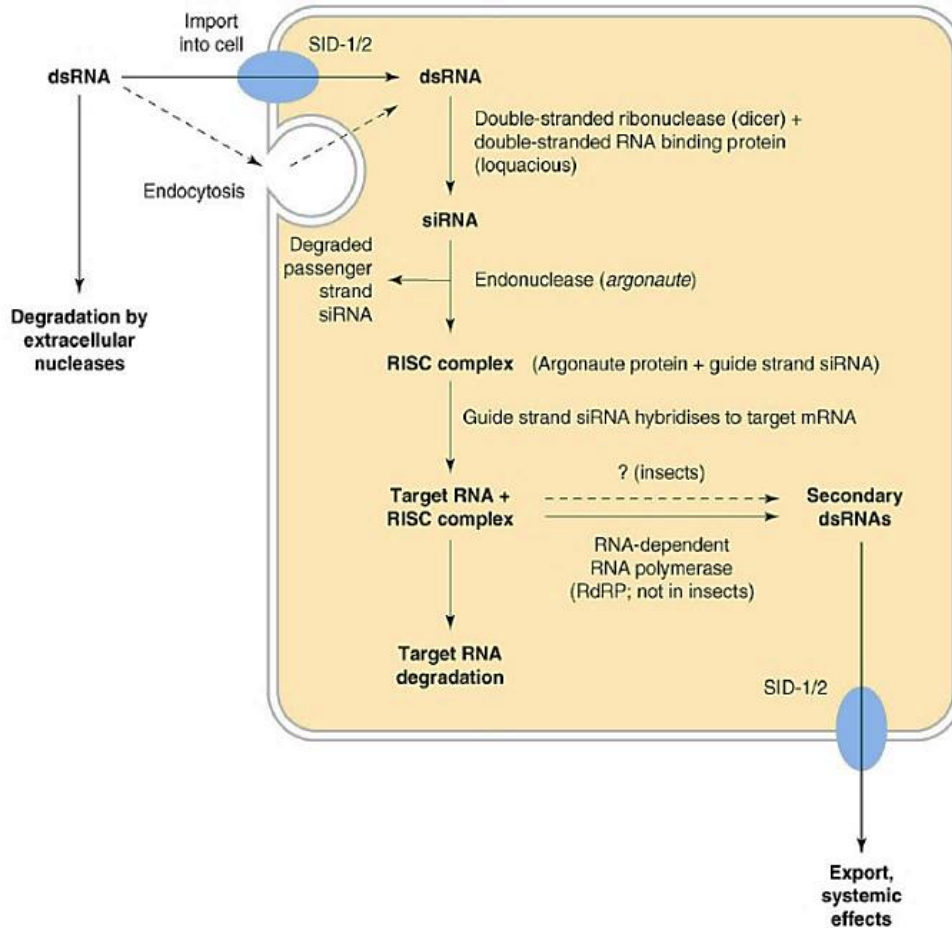 Import
into cell
SID-1/2
dsRNA
dsRNA
Double-stranded ribonuclease (dicer) +
double-stranded RNA binding protein
(loquacious)
Endocytosis
siRNA
Degraded
passenger
strand
siRNA
Endonuclease (argonaute)
Degradation by
extracellular
nucleases
RISC complex (Argonaute protein + guide strand siRNA)
Guide strand siRNA hybridises to target mRNA
? (insects)
Target RNA +
RISC complex
Secondary
dsRNAs
RNA-dependent
RNA polymerase
(RdRP; not in insects)
Target RNA
degradation
SID-1/2
Export,
systemic
effects